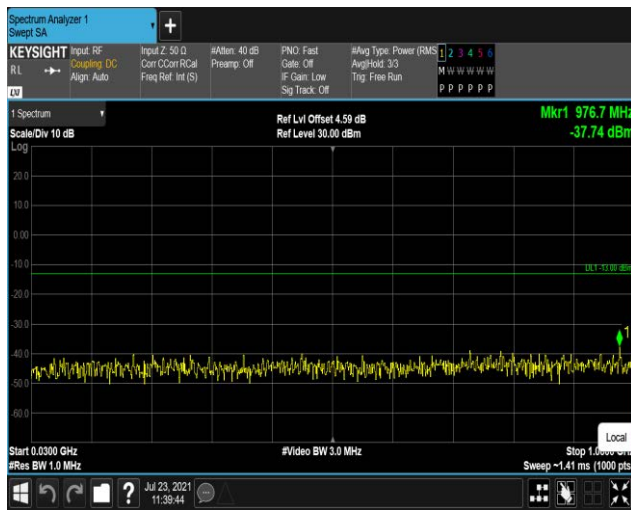 Spectrum Analyzer 1
Swept SA
+
KEYSIGHT Input: RF Input Z: 50 Ω #Atten: 40 dB PNO: Fast #Avg Type: Power (RMS 1 2 3 4 5 6
RL Coupling: DC Corr CCorr RCal Preamp: Off Gate: Off Avg|Hold: 3/3 M W W W W W
Align: Auto Freq Ref: Int (S) IF Gain: Low Trig: Free Run
LXI Sig Track: Off P P P P P P
1 Spectrum Ref Lvl Offset 4.59 dB Mkr1 976.7 MHz
Scale/Div 10 dB Ref Level 30.00 dBm -37.74 dBm
Log
20.0
10.0
0.00
-10.0
DL1 -13.00 dBm
-20.0
-30.0
1
-40.0
-50.0
-60.0
Local
Start 0.0300 GHz #Video BW 3.0 MHz Stop
#Res BW 1.0 MHz Sweep ~1.41 ms (1000 pts
? Jul 23, 2021
11:39:44